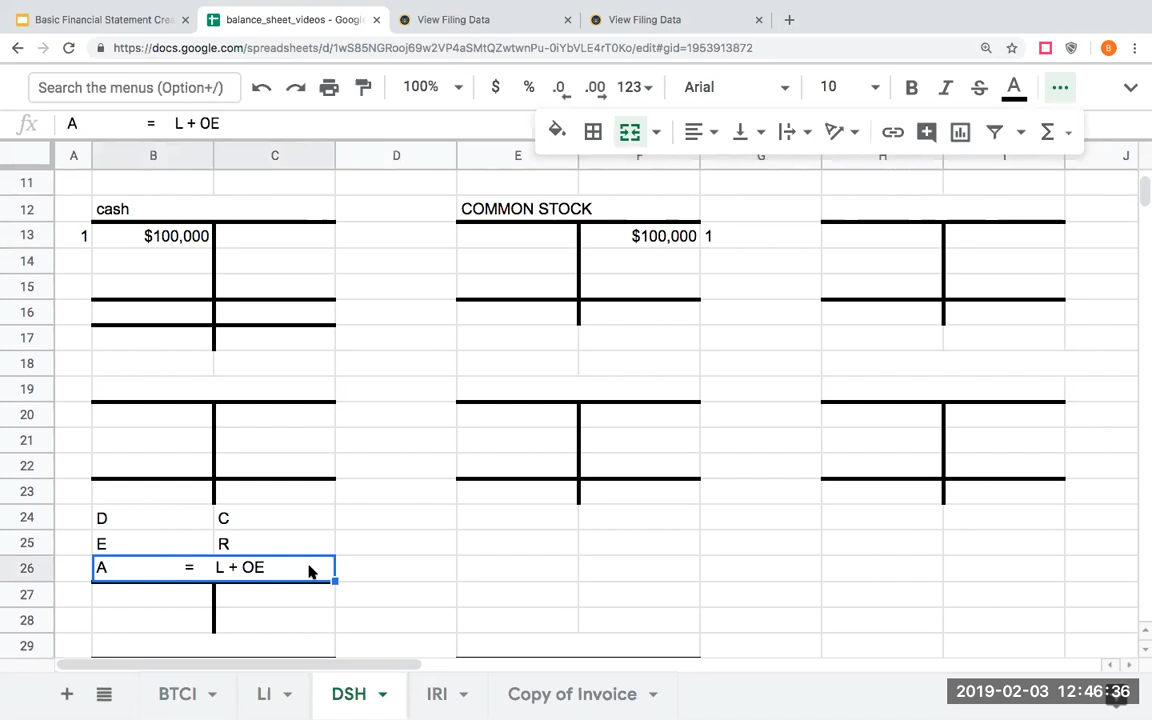 Basic Financial Statement Crea
balance_sheet_videos - Googl
View Filing Data
View Filing Data
https://docs.google.com/spreadsheets/d/1wS85NGRooj69w2VP4aSMtQZwtwnPu-0iYbVLE4rT0Ko/edit#gid=1953913872
B
Search the menus (Option+/)
100%
$
%
.0
.00
123
Arial
10
B
I
S
A
fx
A = L + OE
A B C D E F G H I J
11
12 cash COMMON STOCK
13 1 $100,000 $100,000 1
14
15
16
17
18
19
20
21
22
23
24 D C
25 E R
26 A = L + OE
27
28
29
BTCI LI DSH IRI Copy of Invoice
2019-02-03 12:46:36